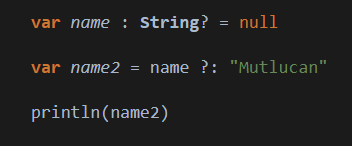 var name : String? = null
var name2 = name ?: "Mutlucan"
println(name2)